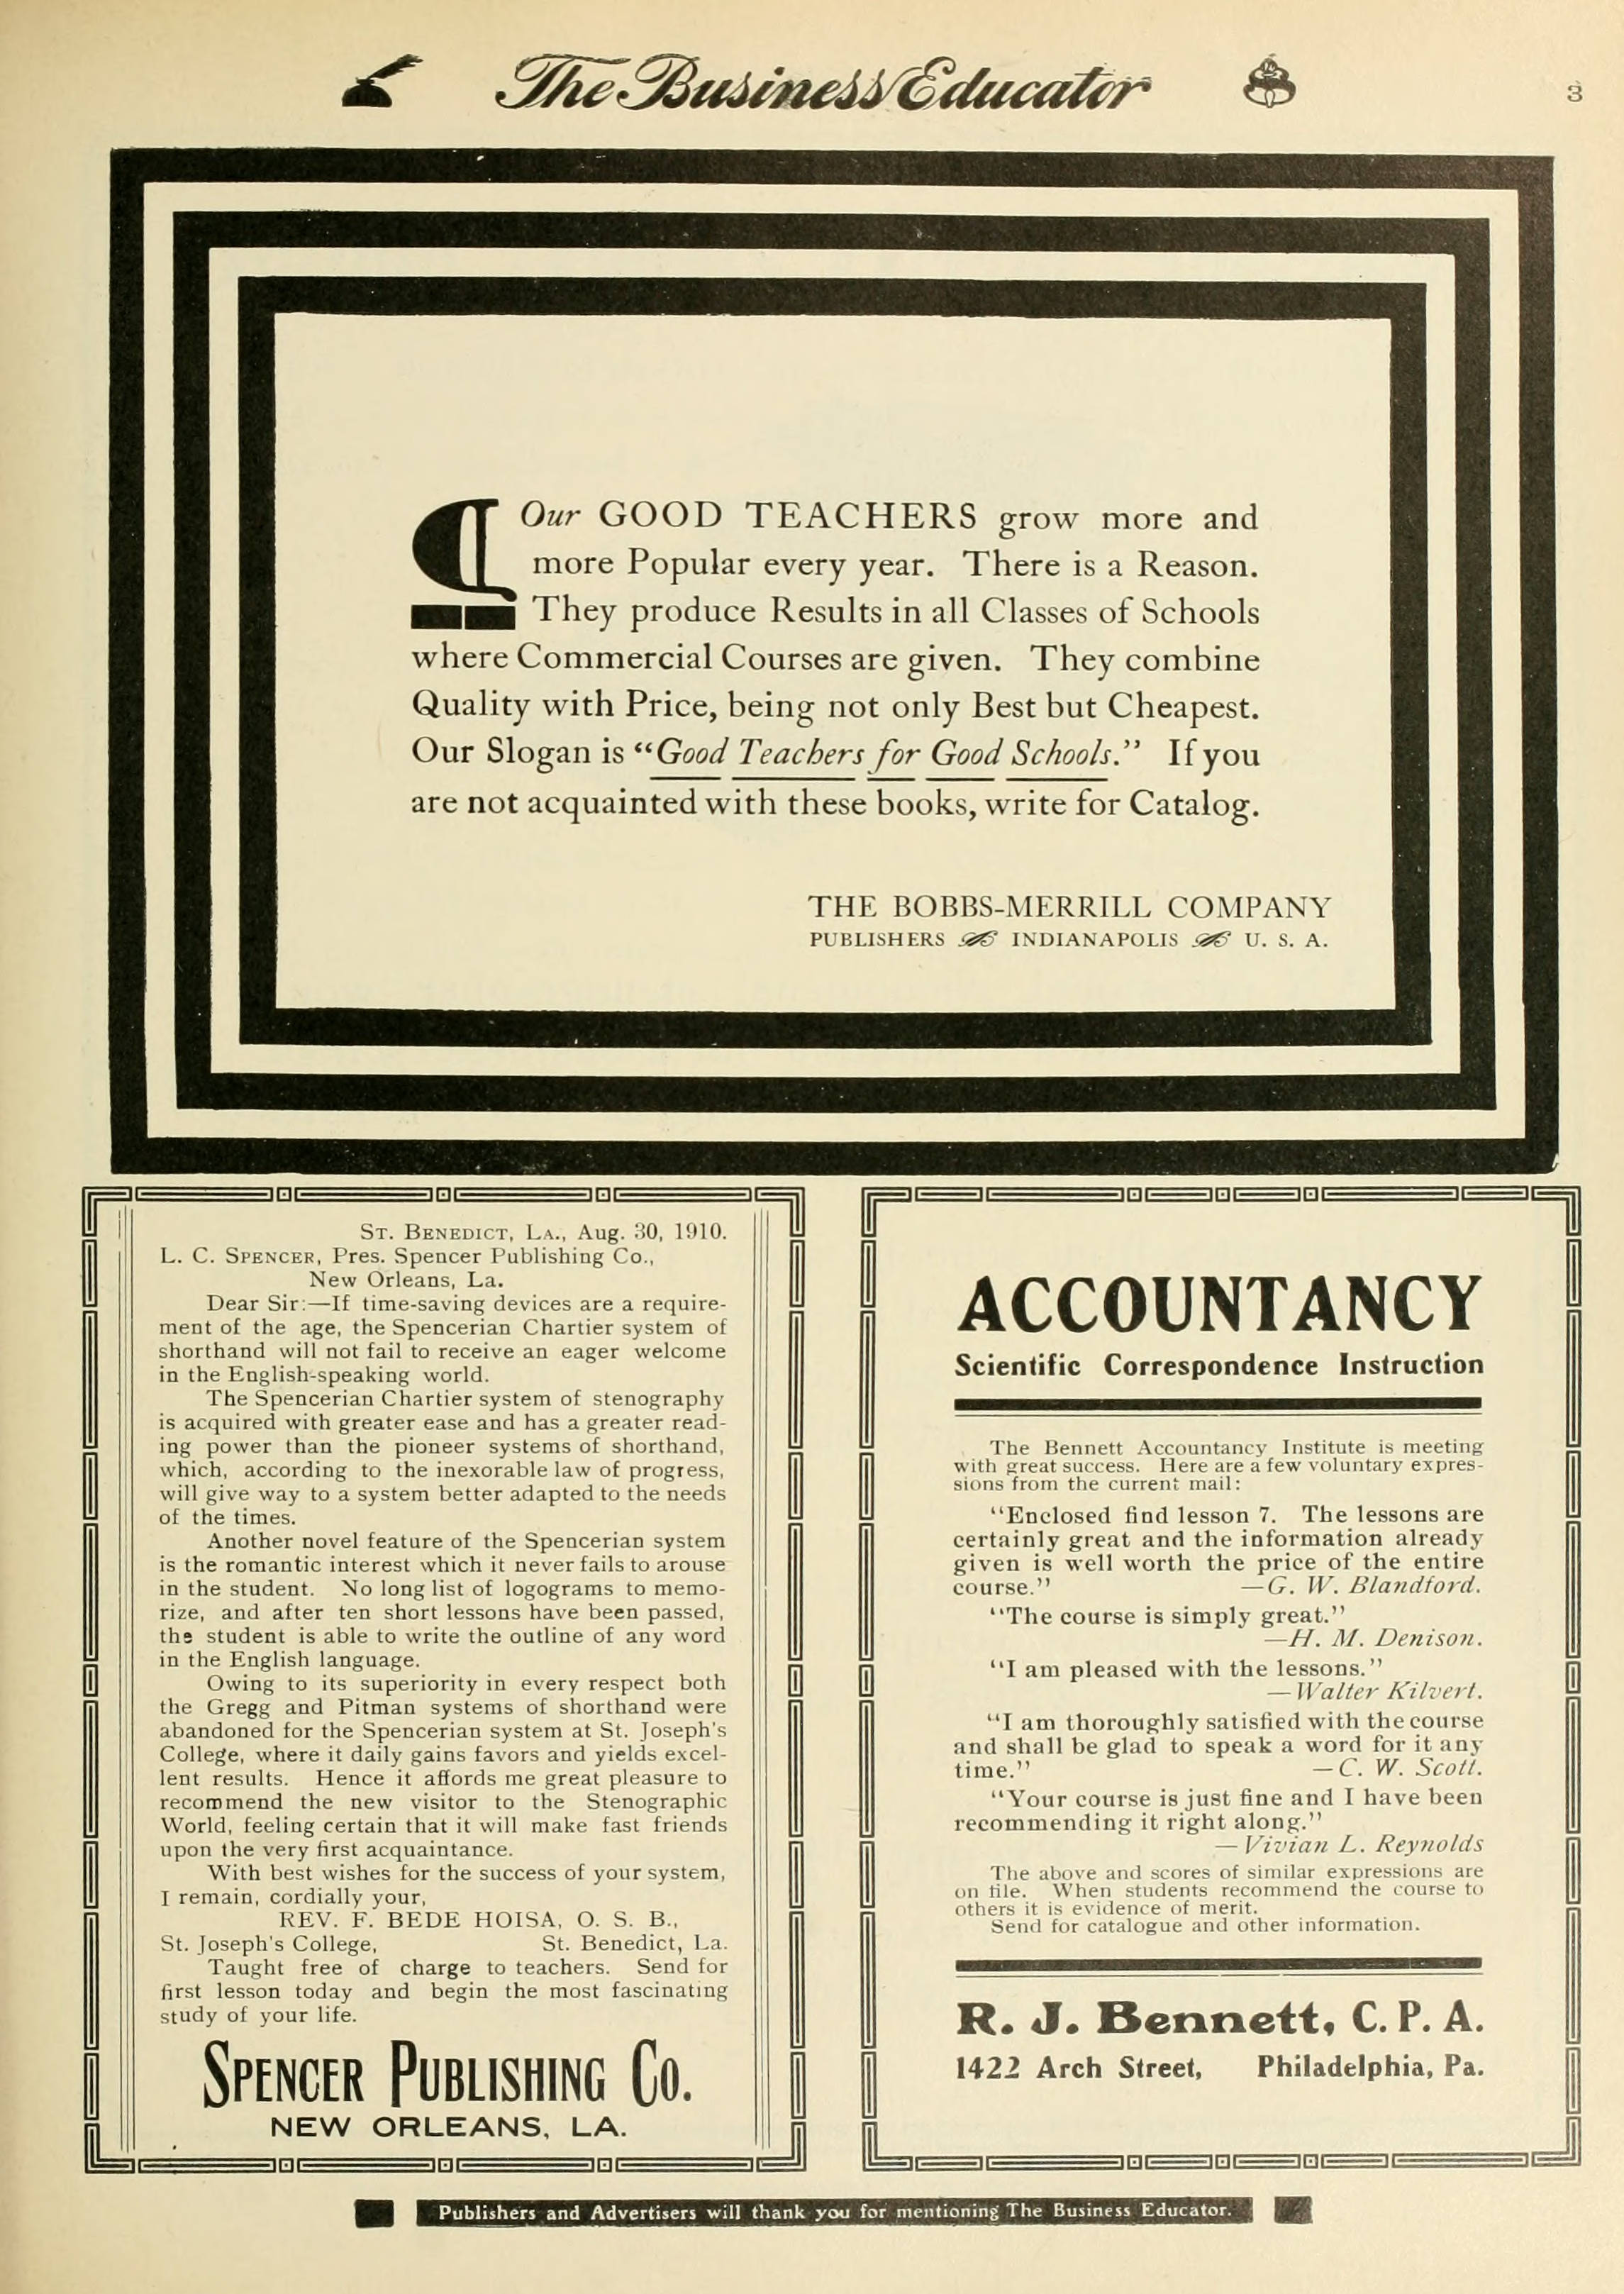 The Business Educator
3
¶ Our GOOD TEACHERS grow more and
more Popular every year. There is a Reason.
They produce Results in all Classes of Schools
where Commercial Courses are given. They combine
Quality with Price, being not only Best but Cheapest.
Our Slogan is “Good Teachers for Good Schools.” If you
are not acquainted with these books, write for Catalog.
THE BOBBS-MERRILL COMPANY
PUBLISHERS INDIANAPOLIS U. S. A.
ST. BENEDICT, LA., Aug. 30, 1910.
L. C. SPENCER, Pres. Spencer Publishing Co.,
New Orleans, La.
Dear Sir:—If time-saving devices are a require-
ment of the age, the Spencerian Chartier system of
shorthand will not fail to receive an eager welcome
in the English-speaking world.
The Spencerian Chartier system of stenography
is acquired with greater ease and has a greater read-
ing power than the pioneer systems of shorthand,
which, according to the inexorable law of progress,
will give way to a system better adapted to the needs
of the times.
Another novel feature of the Spencerian system
is the romantic interest which it never fails to arouse
in the student. No long list of logograms to memo-
rize, and after ten short lessons have been passed,
the student is able to write the outline of any word
in the English language.
Owing to its superiority in every respect both
the Gregg and Pitman systems of shorthand were
abandoned for the Spencerian system at St. Joseph's
College, where it daily gains favors and yields excel-
lent results. Hence it affords me great pleasure to
recommend the new visitor to the Stenographic
World, feeling certain that it will make fast friends
upon the very first acquaintance.
With best wishes for the success of your system,
I remain, cordially your,
REV. F. BEDE HOISA, O. S. B.,
St. Joseph's College, St. Benedict, La.
Taught free of charge to teachers. Send for
first lesson today and begin the most fascinating
study of your life.
SPENCER PUBLISHING CO.
NEW ORLEANS, LA.
ACCOUNTANCY
Scientific Correspondence Instruction
The Bennett Accountancy Institute is meeting
with great success. Here are a few voluntary expres-
sions from the current mail:
“Enclosed find lesson 7. The lessons are
certainly great and the information already
given is well worth the price of the entire
course.” —G. W. Blandford.
“The course is simply great.”
—H. M. Denison.
“I am pleased with the lessons.”
—Walter Kilvert.
“I am thoroughly satisfied with the course
and shall be glad to speak a word for it any
time.” —C. W. Scott.
“Your course is just fine and I have been
recommending it right along.”
—Vivian L. Reynolds
The above and scores of similar expressions are
on file. When students recommend the course to
others it is evidence of merit.
Send for catalogue and other information.
R. J. Bennett, C. P. A.
1422 Arch Street, Philadelphia, Pa.
Publishers and Advertisers will thank you for mentioning The Business Educator.